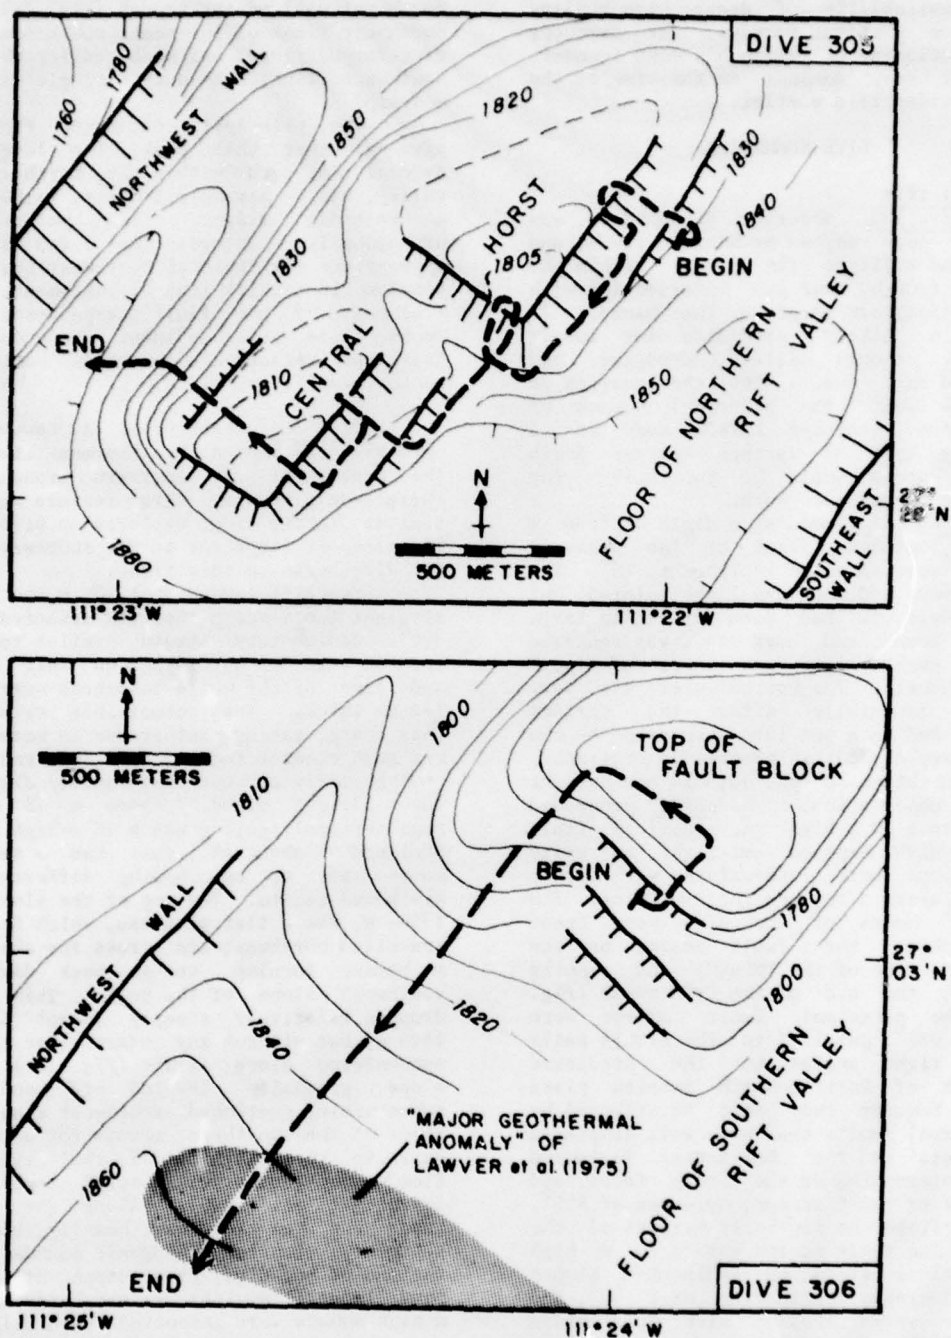 DIVE 305
1780
1760
NORTHWEST WALL
1850
1820
1830
1830
1840
HORST
1805
BEGIN
END
1810
CENTRAL
1850
FLOOR OF NORTHERN
RIFT VALLEY
N
500 METERS
27°
SOUTHEAST
WALL
1880
111°23'W
111°22'W
N
500 METERS
1800
TOP OF
FAULT BLOCK
1810
BEGIN
1780
27°
03'N
NORTHWEST WALL
1800
1820
1840
"MAJOR GEOTHERMAL
ANOMALY" OF
LAWVER et al. (1975)
1860
FLOOR OF SOUTHERN
RIFT VALLEY
END
DIVE 306
111°25'W
111°24'W